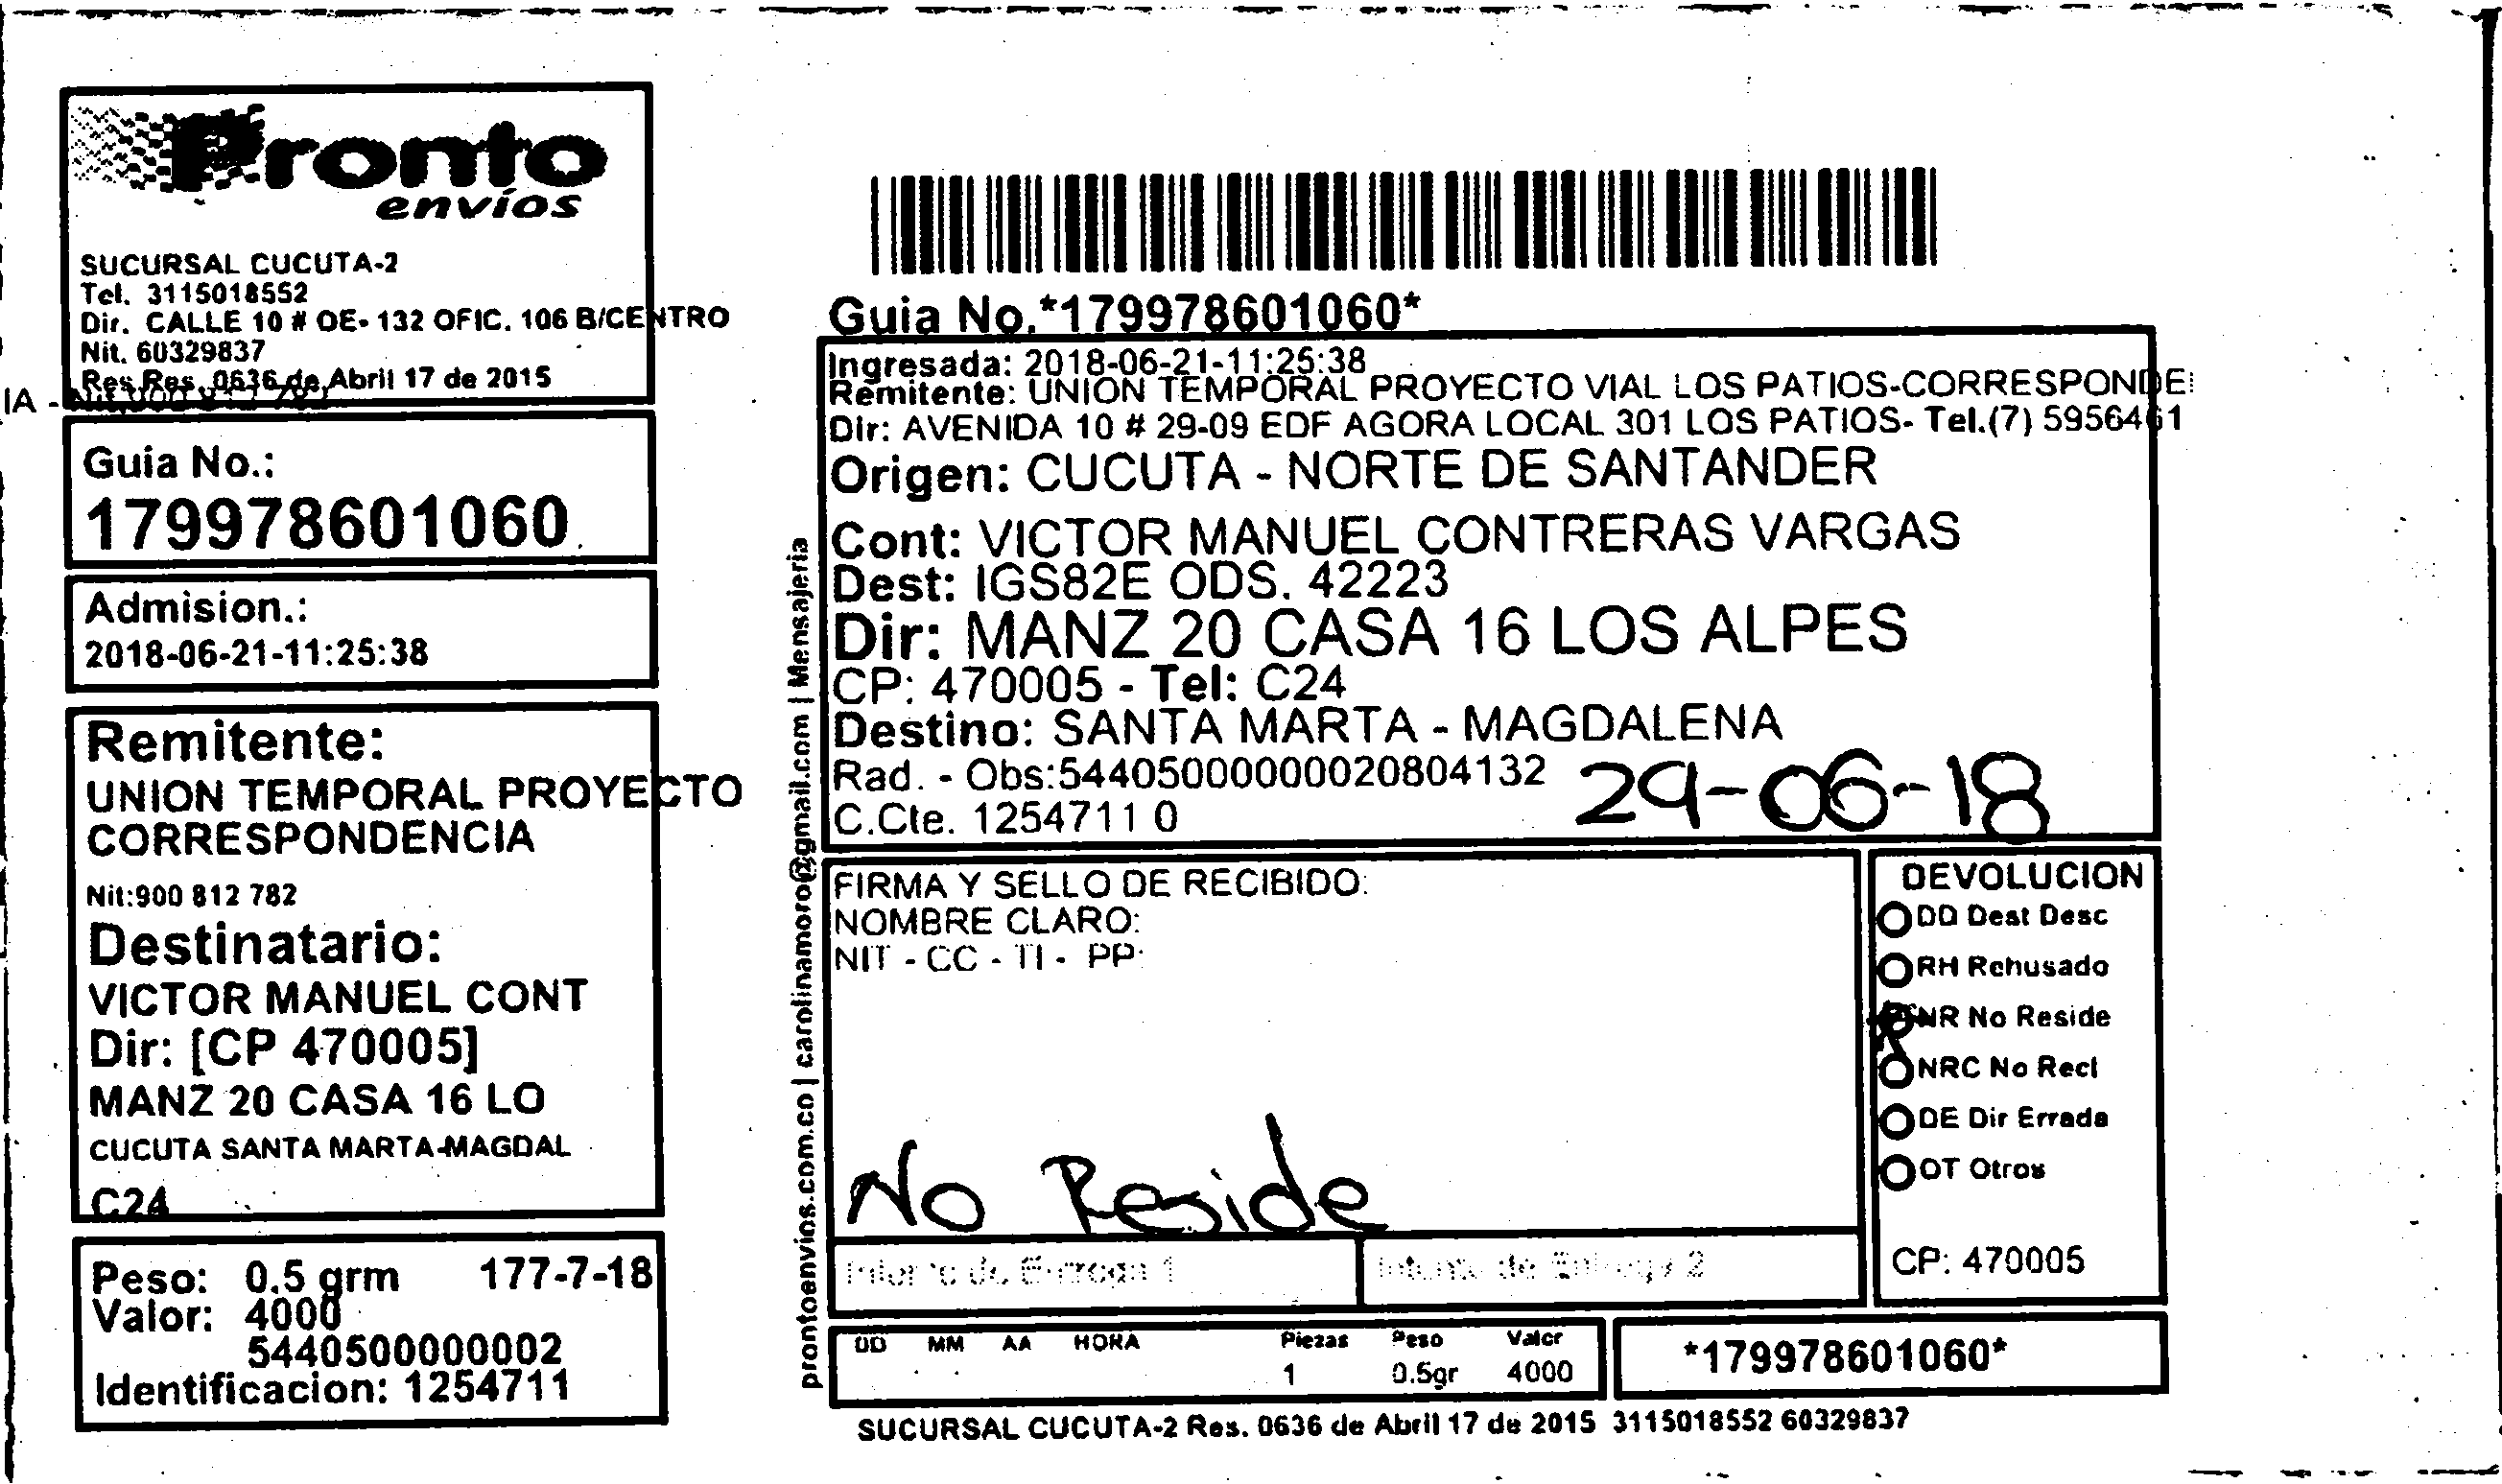 Pronto
envíos
SUCURSAL CUCUTA-2
Tel. 3115018552
Dir. CALLE 10 # OE- 132 OFIC. 106 B/CENTRO
Nit. 60329837
Res Res. 0636 de Abril 17 de 2015
IA -
Guia No.:
179978601060
Admision.:
2018-06-21-11:25:38
Remitente:
UNION TEMPORAL PROYECTO
CORRESPONDENCIA
Nit:900 812 782
Destinatario:
VICTOR MANUEL CONT
Dir: [CP 470005]
MANZ 20 CASA 16 LO
CUCUTA SANTA MARTA-MAGDAL
C24
Peso: 0.5 grm 177-7-18
Valor: 4000
5440500000002
Identificacion: 1254711
prontoenvios.com.co | carolinamoro@gmail.com | Mensajeria
Guia No.*179978601060*
Ingresada: 2018-06-21-11:25:38
Remitente: UNION TEMPORAL PROYECTO VIAL LOS PATIOS-CORRESPONDE
Dir: AVENIDA 10 # 29-09 EDF AGORA LOCAL 301 LOS PATIOS- Tel.(7) 5956461
Origen: CUCUTA - NORTE DE SANTANDER
Cont: VICTOR MANUEL CONTRERAS VARGAS
Dest: IGS82E ODS. 42223
Dir: MANZ 20 CASA 16 LOS ALPES
CP: 470005 - Tel: C24
Destino: SANTA MARTA - MAGDALENA
Rad. - Obs:544050000000020804132
29-06-18
C.Cte. 1254711 0
FIRMA Y SELLO DE RECIBIDO:
NOMBRE CLARO:
NIT - CC - TI - PP:
No Reside
Intento de Entrega 1
Intento de Entrega 2
DEVOLUCION
DD Dest Desc
RH Rehusado
NR No Reside
NRC No Recl
DE Dir Errada
OT Otros
CP: 470005
DD MM AA HORA Piezas Peso Valor
1 0.5gr 4000
*179978601060*
SUCURSAL CUCUTA-2 Res. 0636 de Abril 17 de 2015 3115018552 60329837